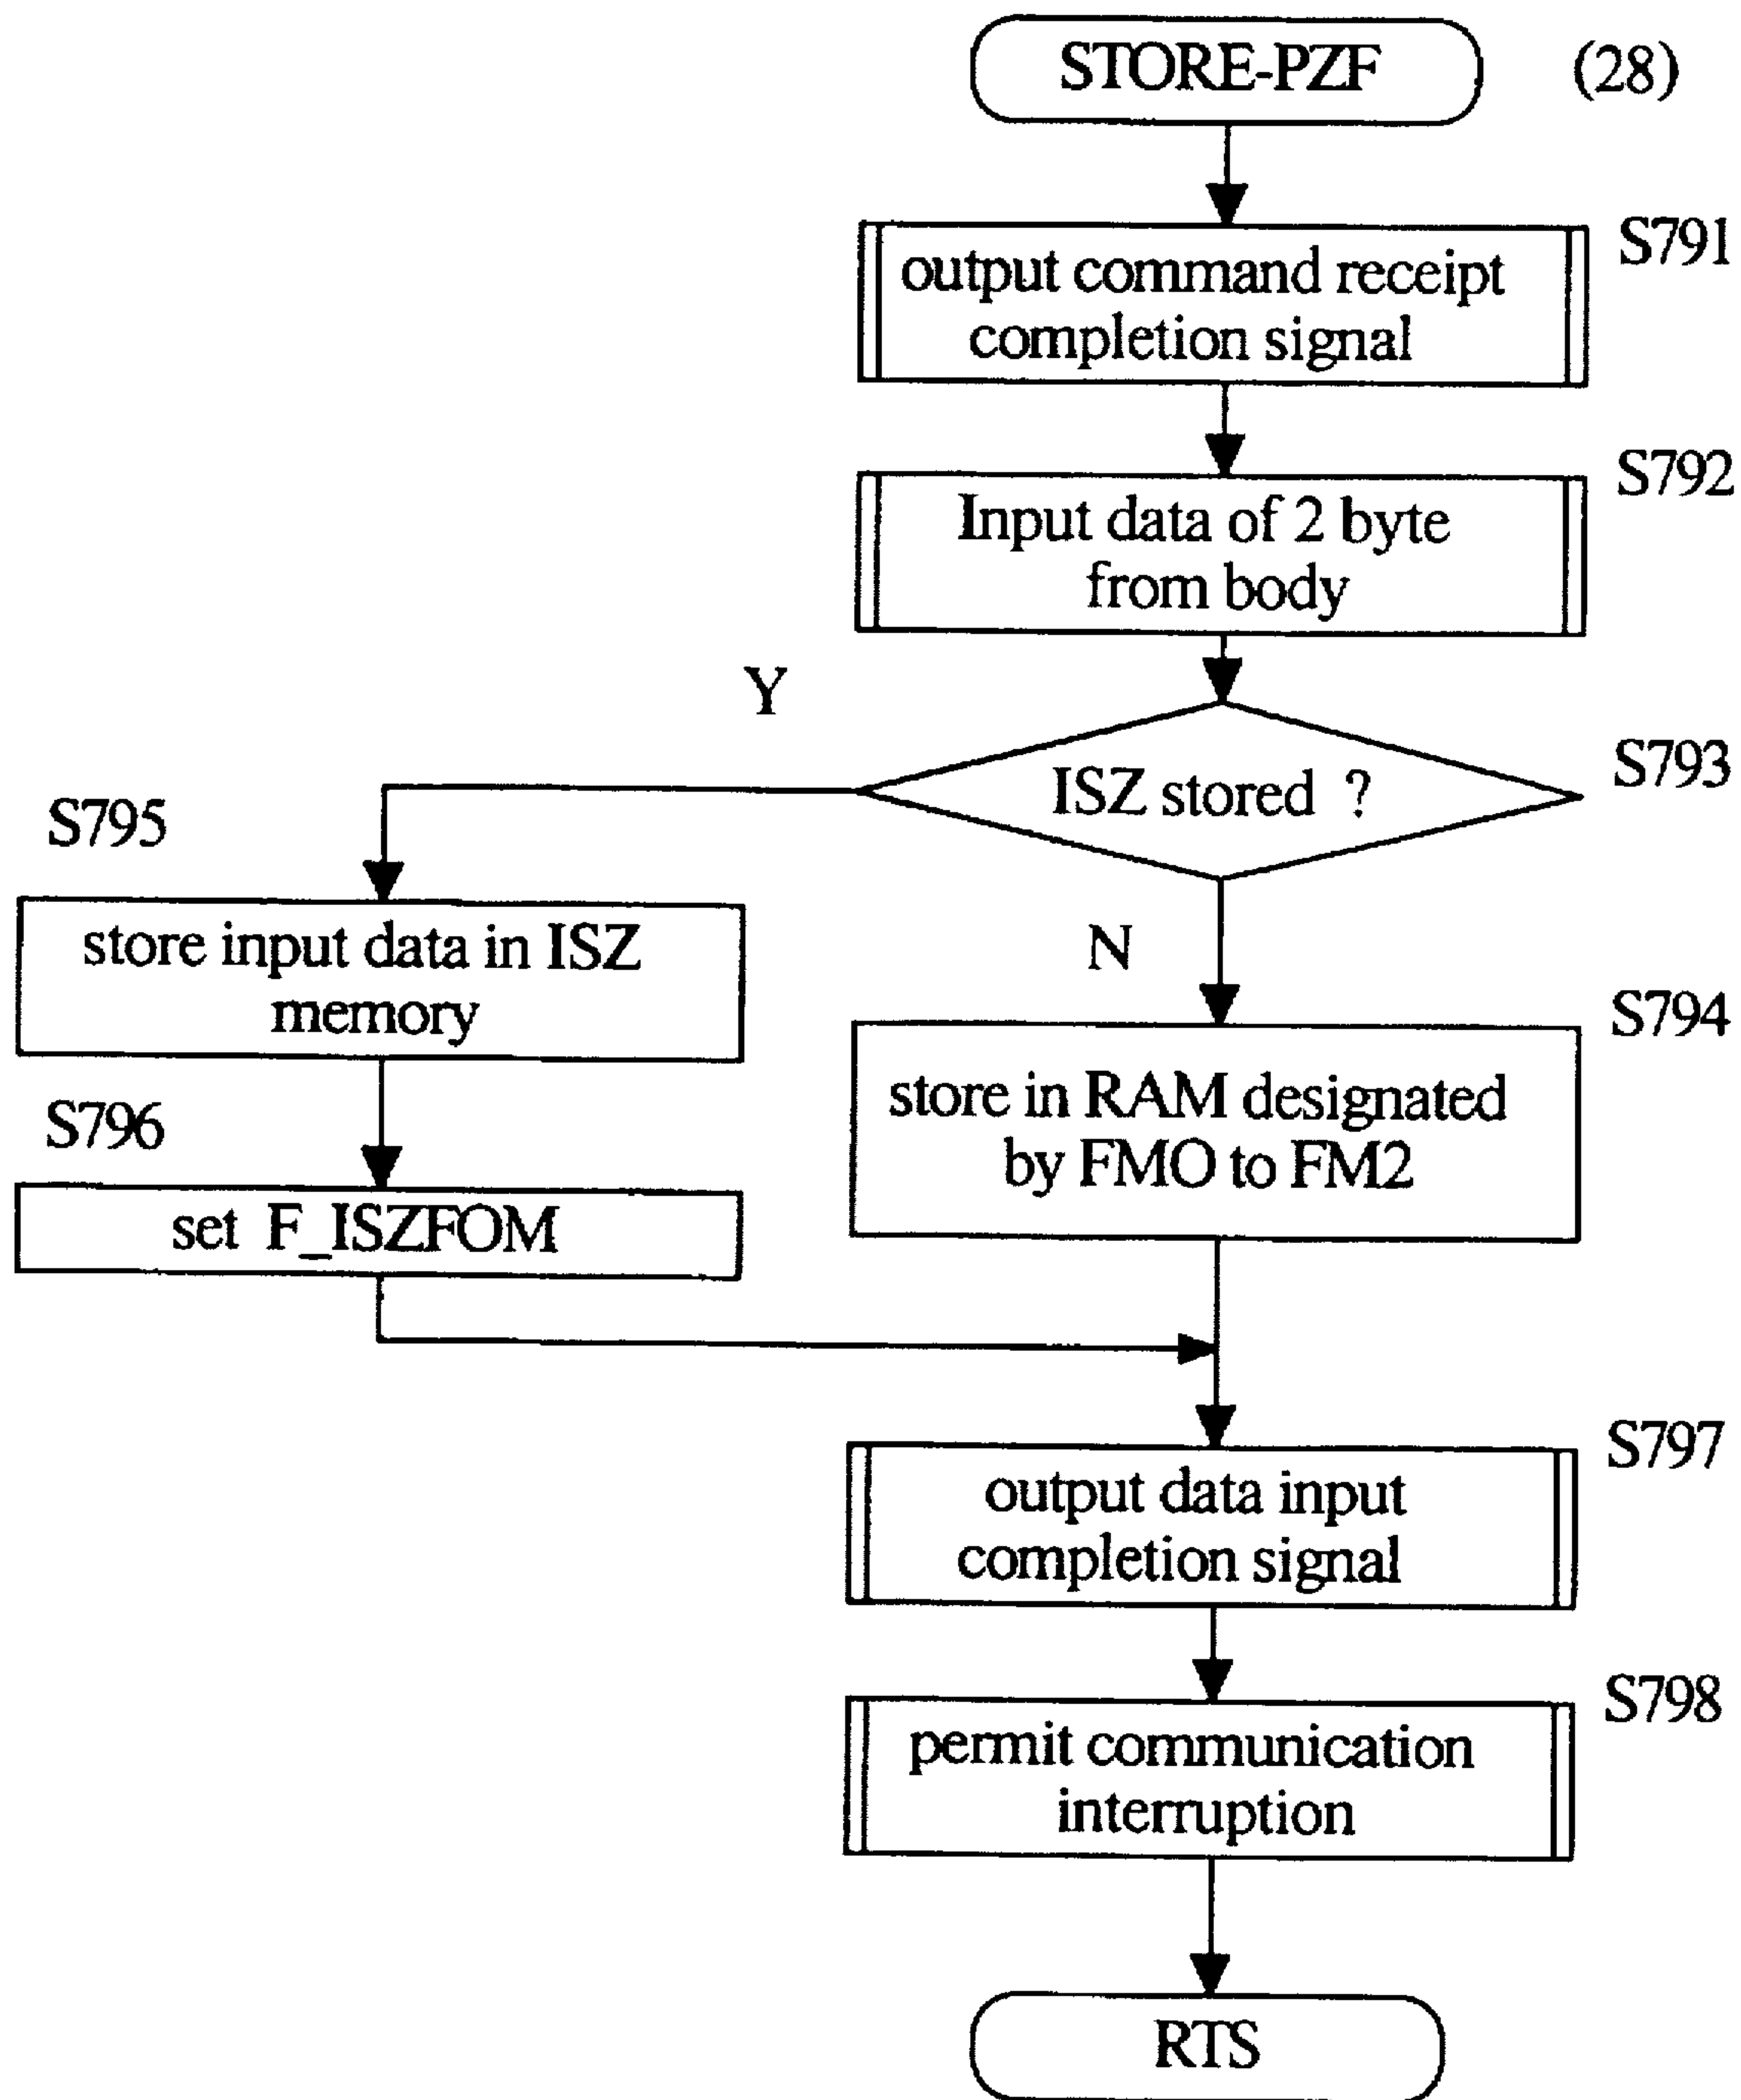 STORE-PZF (28)
S791
output command receipt
completion signal
S792
Input data of 2 byte
from body
Y
S793
ISZ stored ?
S795
store input data in ISZ
memory
N
S794
store in RAM designated
by FMO to FM2
S796
set F_ISZFOM
S797
output data input
completion signal
S798
permit communication
interruption
RTS